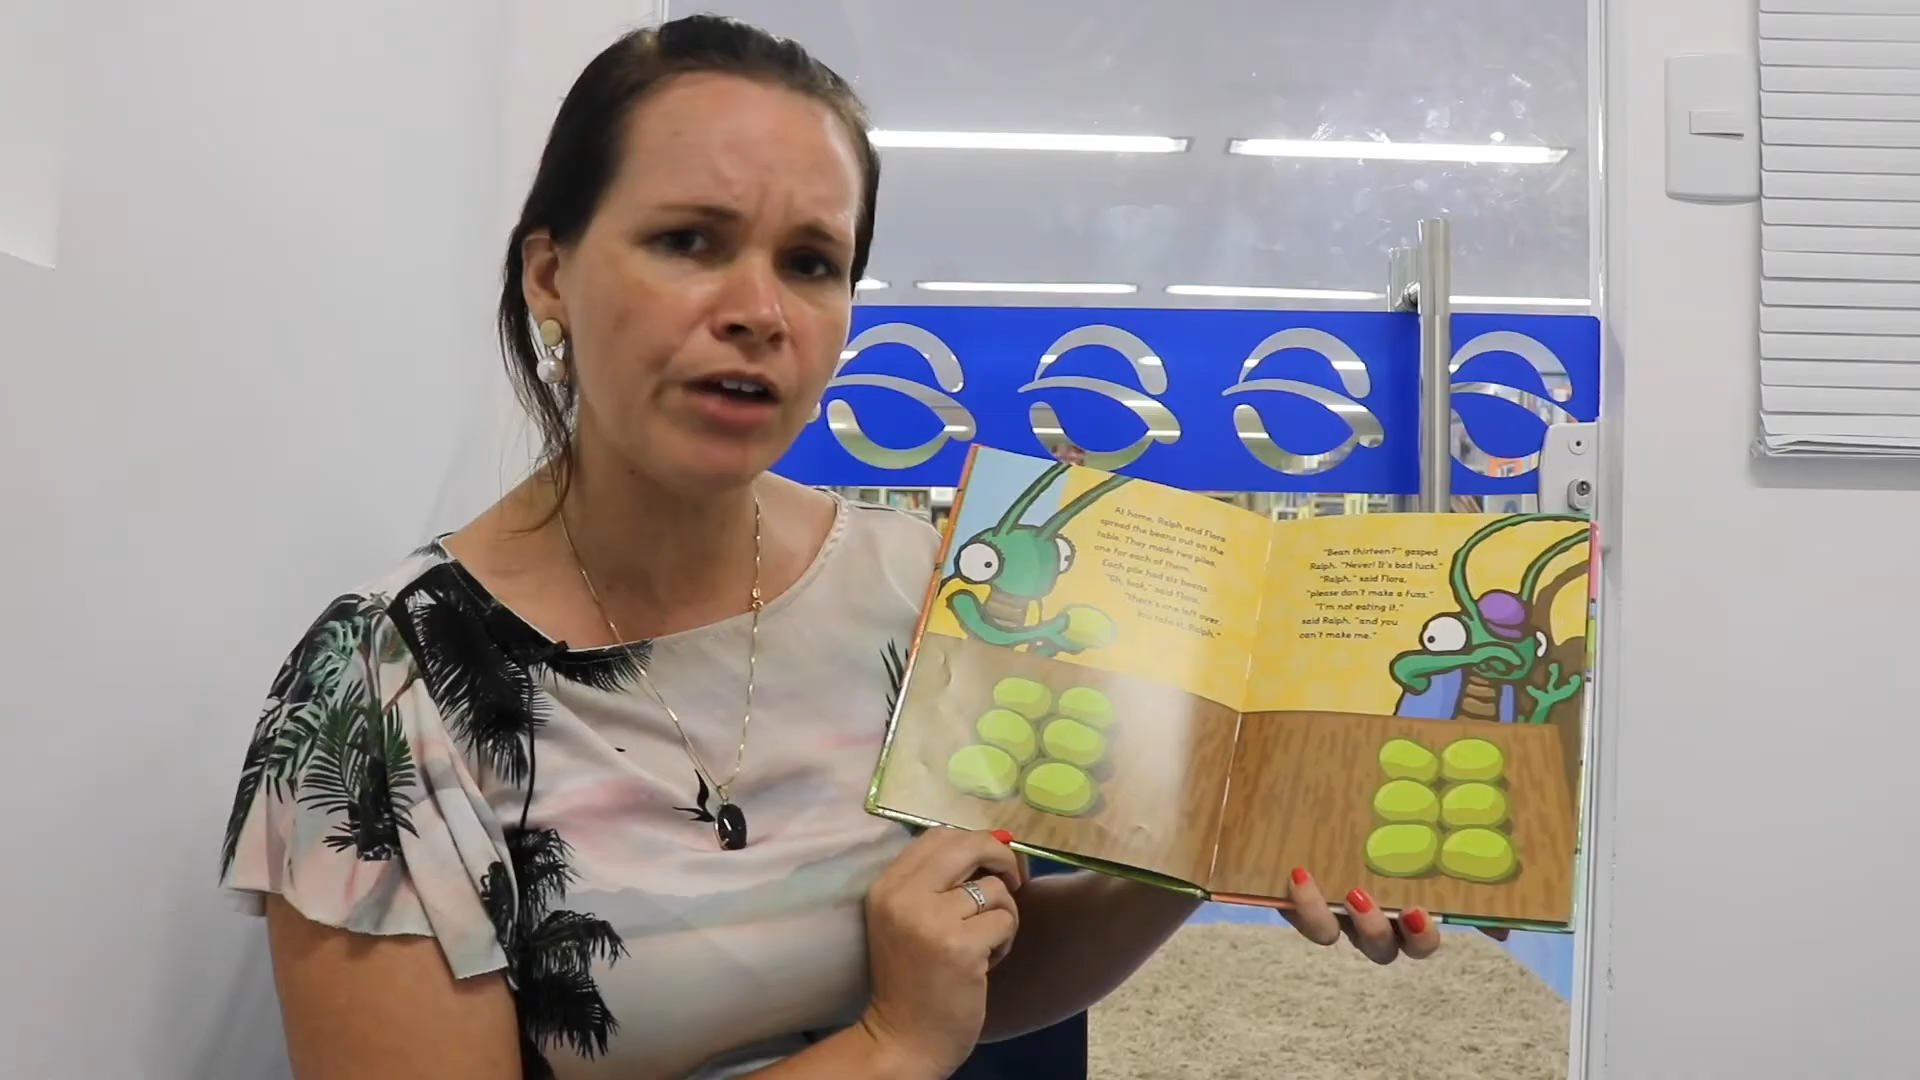 At home, Ralph and Flora
spread the beans out on the
table. They made two piles,
one for each of them.
Each pile had six beans.
"Oh, look," said Flora,
"there's one left over.
You take it, Ralph."
"Bean thirteen?" gasped
Ralph. "Never! It's bad luck."
"Ralph," said Flora,
"please don't make a fuss."
"I'm not eating it,"
said Ralph, "and you
can't make me."